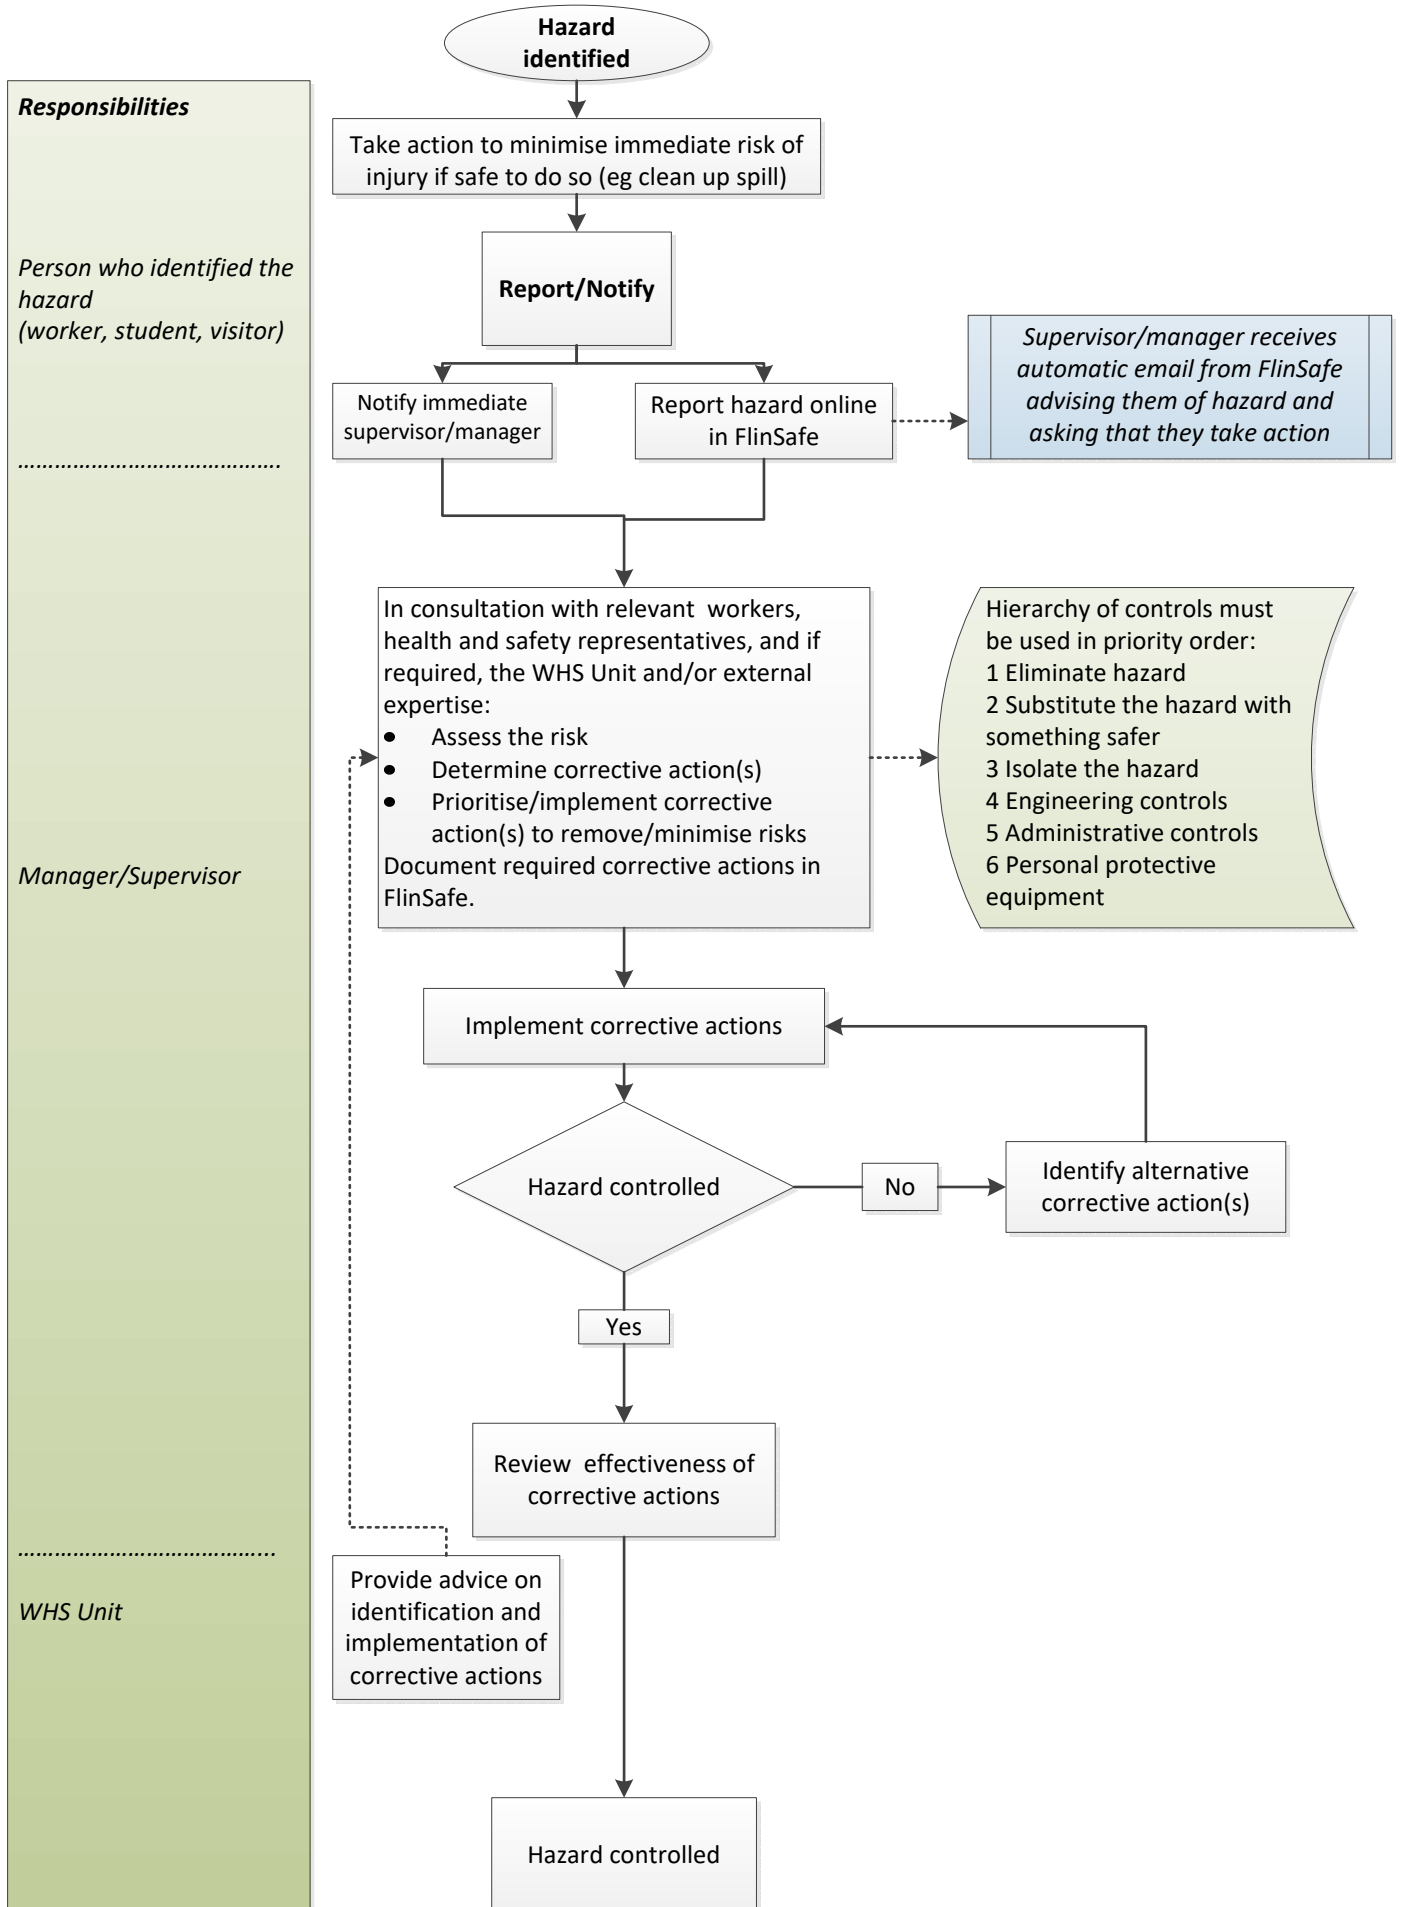 Hazard
identified
Responsibilities
Take action to minimise immediate risk of
injury if safe to do so (eg clean up spill)
Person who identified the
hazard
(worker, student, visitor)
Report/Notify
Supervisor/manager receives
automatic email from FlinSafe
advising them of hazard and
asking that they take action
Notify immediate
supervisor/manager
Report hazard online
in FlinSafe
…………………………………….
In consultation with relevant  workers,
health and safety representatives, and if
required, the WHS Unit and/or external
expertise:
● Assess the risk
● Determine corrective action(s)
● Prioritise/implement corrective
action(s) to remove/minimise risks
Document required corrective actions in
FlinSafe.
Hierarchy of controls must
be used in priority order:
1 Eliminate hazard
2 Substitute the hazard with
something safer
3 Isolate the hazard
4 Engineering controls
5 Administrative controls
6 Personal protective
equipment
Manager/Supervisor
Implement corrective actions
Hazard controlled
No
Identify alternative
corrective action(s)
Yes
Review  effectiveness of
corrective actions
…………………………………...
WHS Unit
Provide advice on
identification and
implementation of
corrective actions
Hazard controlled